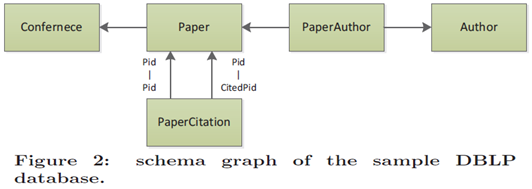 Confernece
Paper
PaperAuthor
Author
Pid
|
Pid
Pid
|
CitedPid
PaperCitation
Figure 2: schema graph of the sample DBLP
database.